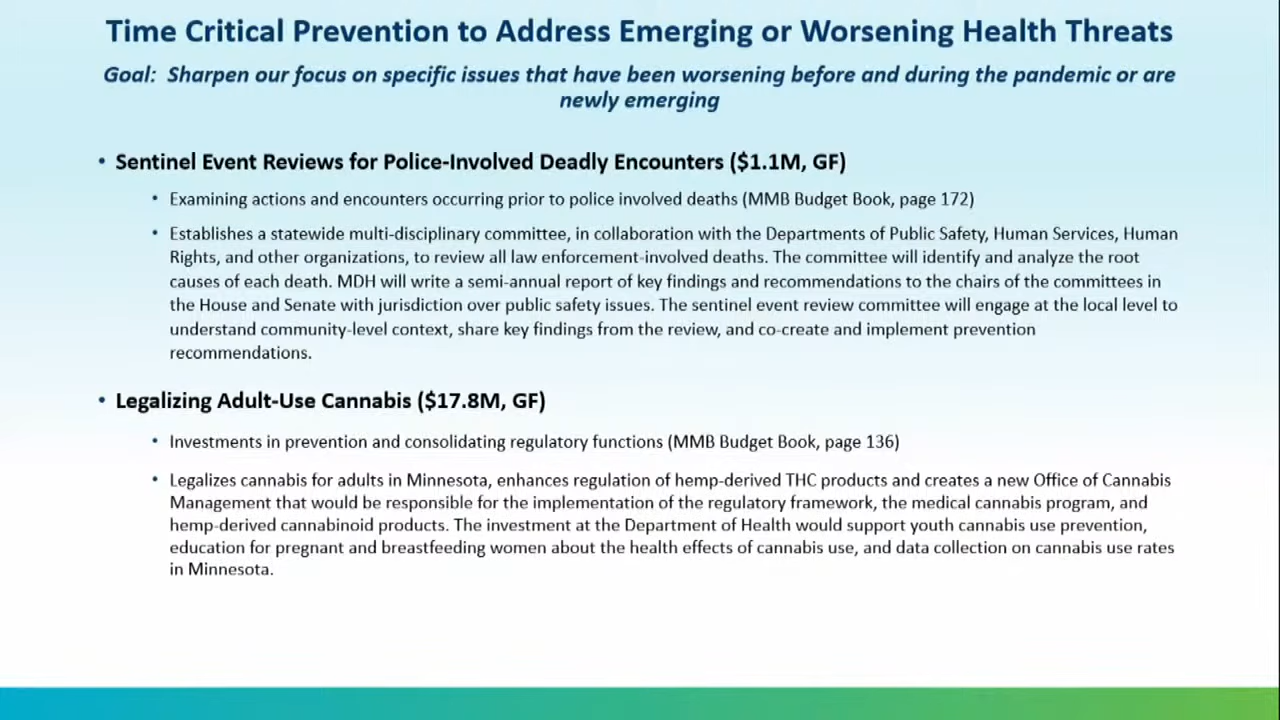 Time Critical Prevention to Address Emerging or Worsening Health Threats
Goal: Sharpen our focus on specific issues that have been worsening before and during the pandemic or are
newly emerging
• Sentinel Event Reviews for Police-Involved Deadly Encounters ($1.1M, GF)
• Examining actions and encounters occurring prior to police involved deaths (MMB Budget Book, page 172)
• Establishes a statewide multi-disciplinary committee, in collaboration with the Departments of Public Safety, Human Services, Human
Rights, and other organizations, to review all law enforcement-involved deaths. The committee will identify and analyze the root
causes of each death. MDH will write a semi-annual report of key findings and recommendations to the chairs of the committees in
the House and Senate with jurisdiction over public safety issues. The sentinel event review committee will engage at the local level to
understand community-level context, share key findings from the review, and co-create and implement prevention
recommendations.
• Legalizing Adult-Use Cannabis ($17.8M, GF)
• Investments in prevention and consolidating regulatory functions (MMB Budget Book, page 136)
• Legalizes cannabis for adults in Minnesota, enhances regulation of hemp-derived THC products and creates a new Office of Cannabis
Management that would be responsible for the implementation of the regulatory framework, the medical cannabis program, and
hemp-derived cannabinoid products. The investment at the Department of Health would support youth cannabis use prevention,
education for pregnant and breastfeeding women about the health effects of cannabis use, and data collection on cannabis use rates
in Minnesota.